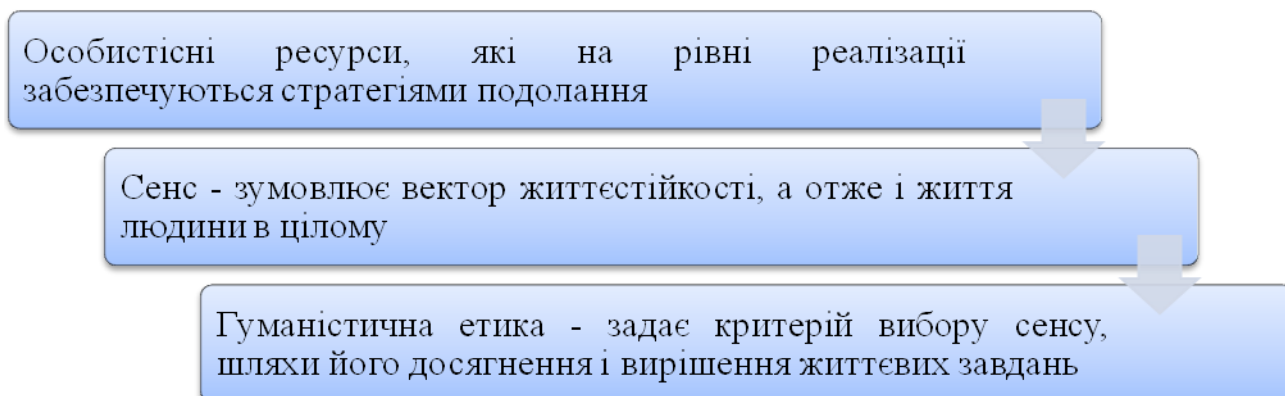 Особистісні ресурси, які на рівні реалізації
забезпечуються стратегіями подолання
Сенс - зумовлює вектор життєстійкості, а отже і життя
людини в цілому
Гуманістична етика - задає критерій вибору сенсу,
шляхи його досягнення і вирішення життєвих завдань